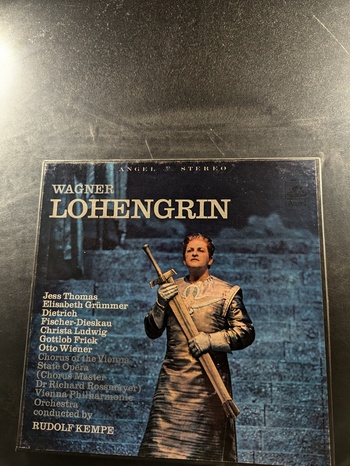 ANGEL STEREO
WAGNER
LOHENGRIN
Jess Thomas
Elisabeth Grümmer
Dietrich
Fischer-Dieskau
Christa Ludwig
Gottlob Frick
Otto Wiener
Chorus of the Vienna
State Opera
(Chorus Master
Dr Richard Rossmayer)
Vienna Philharmonic
Orchestra
conducted by
RUDOLF KEMPE